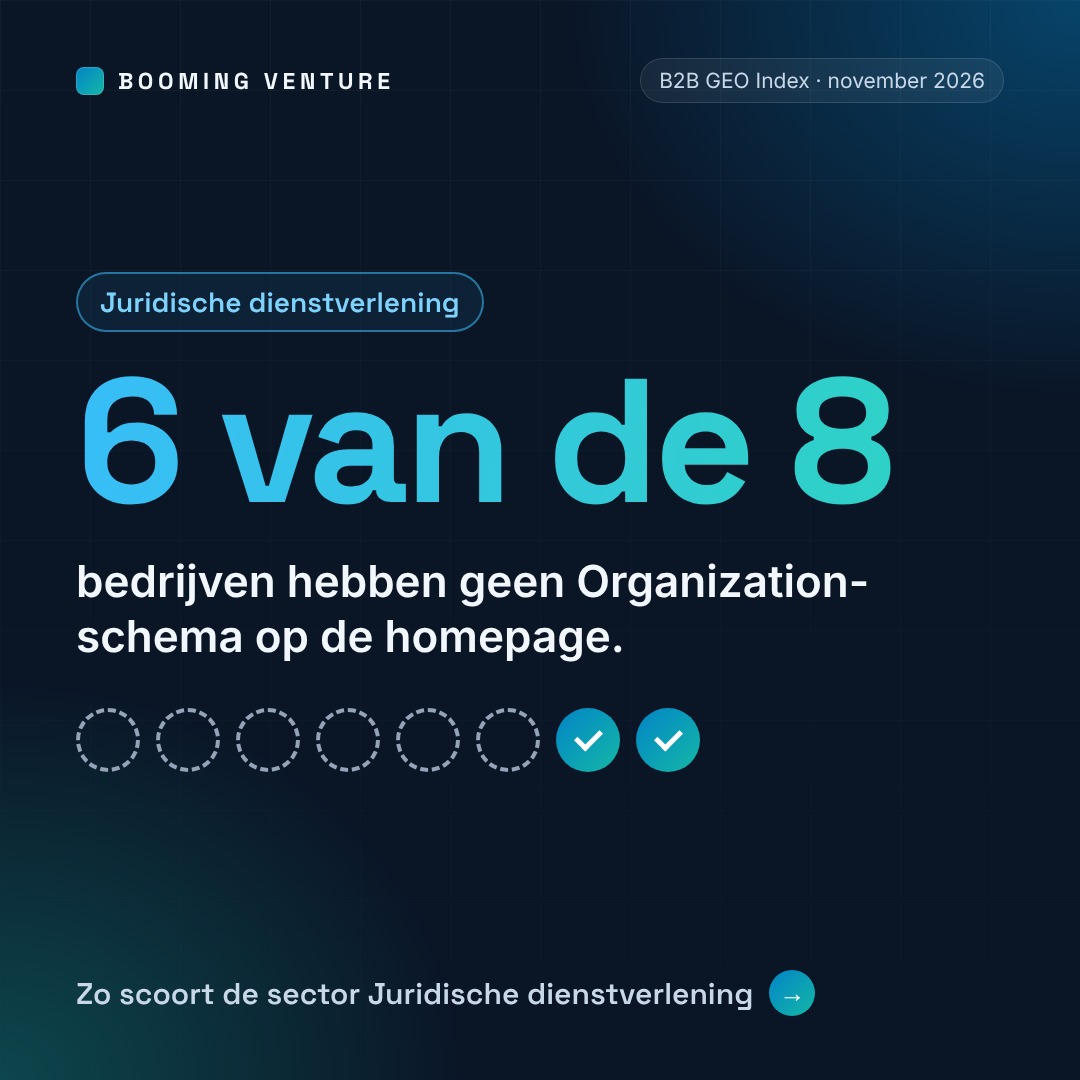 BOOMING VENTURE
B2B GEO Index · november 2026
Juridische dienstverlening
6 van de 8
bedrijven hebben geen Organization-
schema op de homepage.
Zo scoort de sector Juridische dienstverlening →